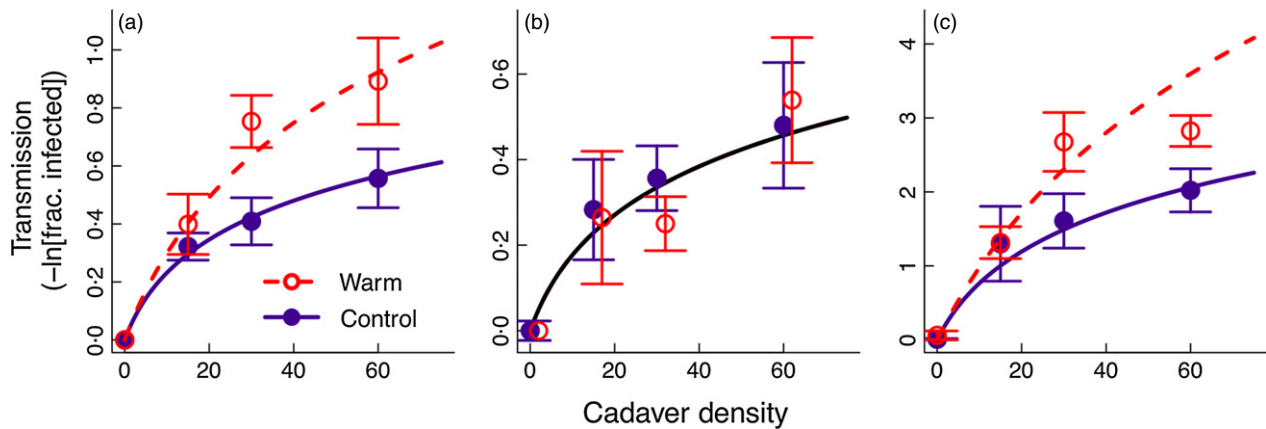 (a)
(b)
(c)
Transmission
(–ln[frac. infected])
0·0
0·2
0·4
0·6
0·8
1·0
0·0
0·2
0·4
0·6
0
1
2
3
4
Warm
Control
0 20 40 60
0 20 40 60
0 20 40 60
Cadaver density